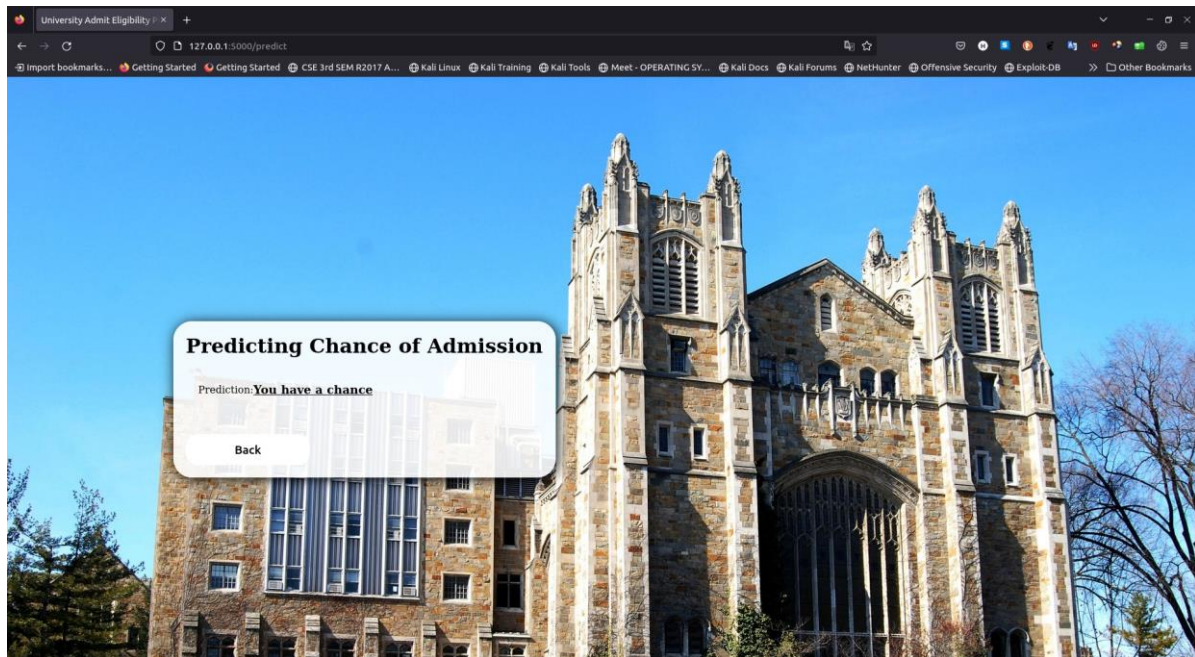 University Admit Eligibility P
127.0.0.1:5000/predict
Import bookmarks... Getting Started Getting Started CSE 3rd SEM R2017 A... Kali Linux Kali Training Kali Tools Meet - OPERATING SY... Kali Docs Kali Forums NetHunter Offensive Security Exploit-DB Other Bookmarks
Predicting Chance of Admission
Prediction:You have a chance
Back